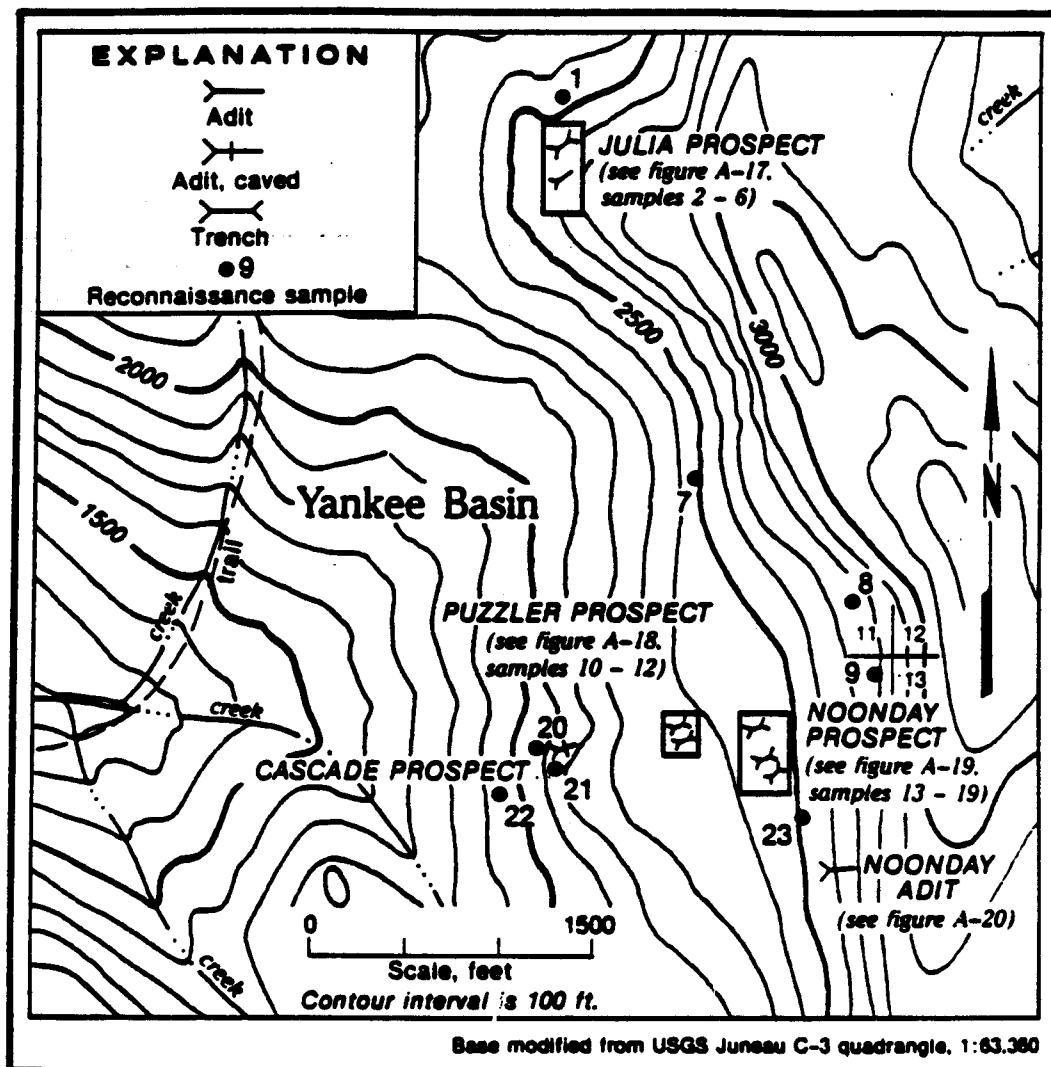 EXPLANATION
Adit
Adit, caved
Trench
9
Reconnaissance sample
1
JULIA PROSPECT
(see figure A-17,
samples 2 - 6)
creek
2500
3000
2000
1500
Yankee Basin
trail
creek
7
N
PUZZLER PROSPECT
(see figure A-18,
samples 10 - 12)
8
11
12
9
13
creek
NOONDAY
PROSPECT
(see figure A-19,
samples 13 - 19)
20
CASCADE PROSPECT
21
22
23
NOONDAY
ADIT
(see figure A-20)
0
1500
Scale, feet
Contour interval is 100 ft.
creek
Base modified from USGS Juneau C-3 quadrangle, 1:63,360